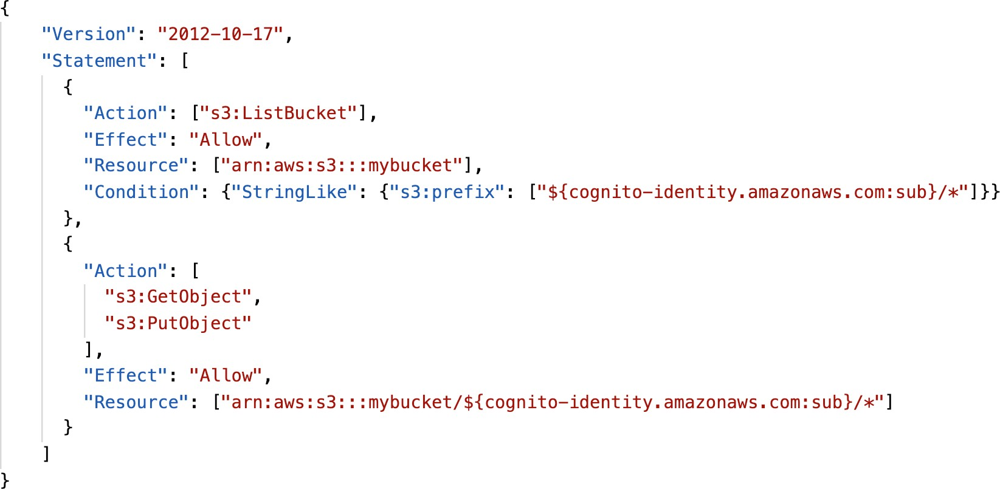 {
    "Version": "2012-10-17",
    "Statement": [
      {
        "Action": ["s3:ListBucket"],
        "Effect": "Allow",
        "Resource": ["arn:aws:s3:::mybucket"],
        "Condition": {"StringLike": {"s3:prefix": ["${cognito-identity.amazonaws.com:sub}/*"]}}
      },
      {
        "Action": [
          "s3:GetObject",
          "s3:PutObject"
        ],
        "Effect": "Allow",
        "Resource": ["arn:aws:s3:::mybucket/${cognito-identity.amazonaws.com:sub}/*"]
      }
    ]
}